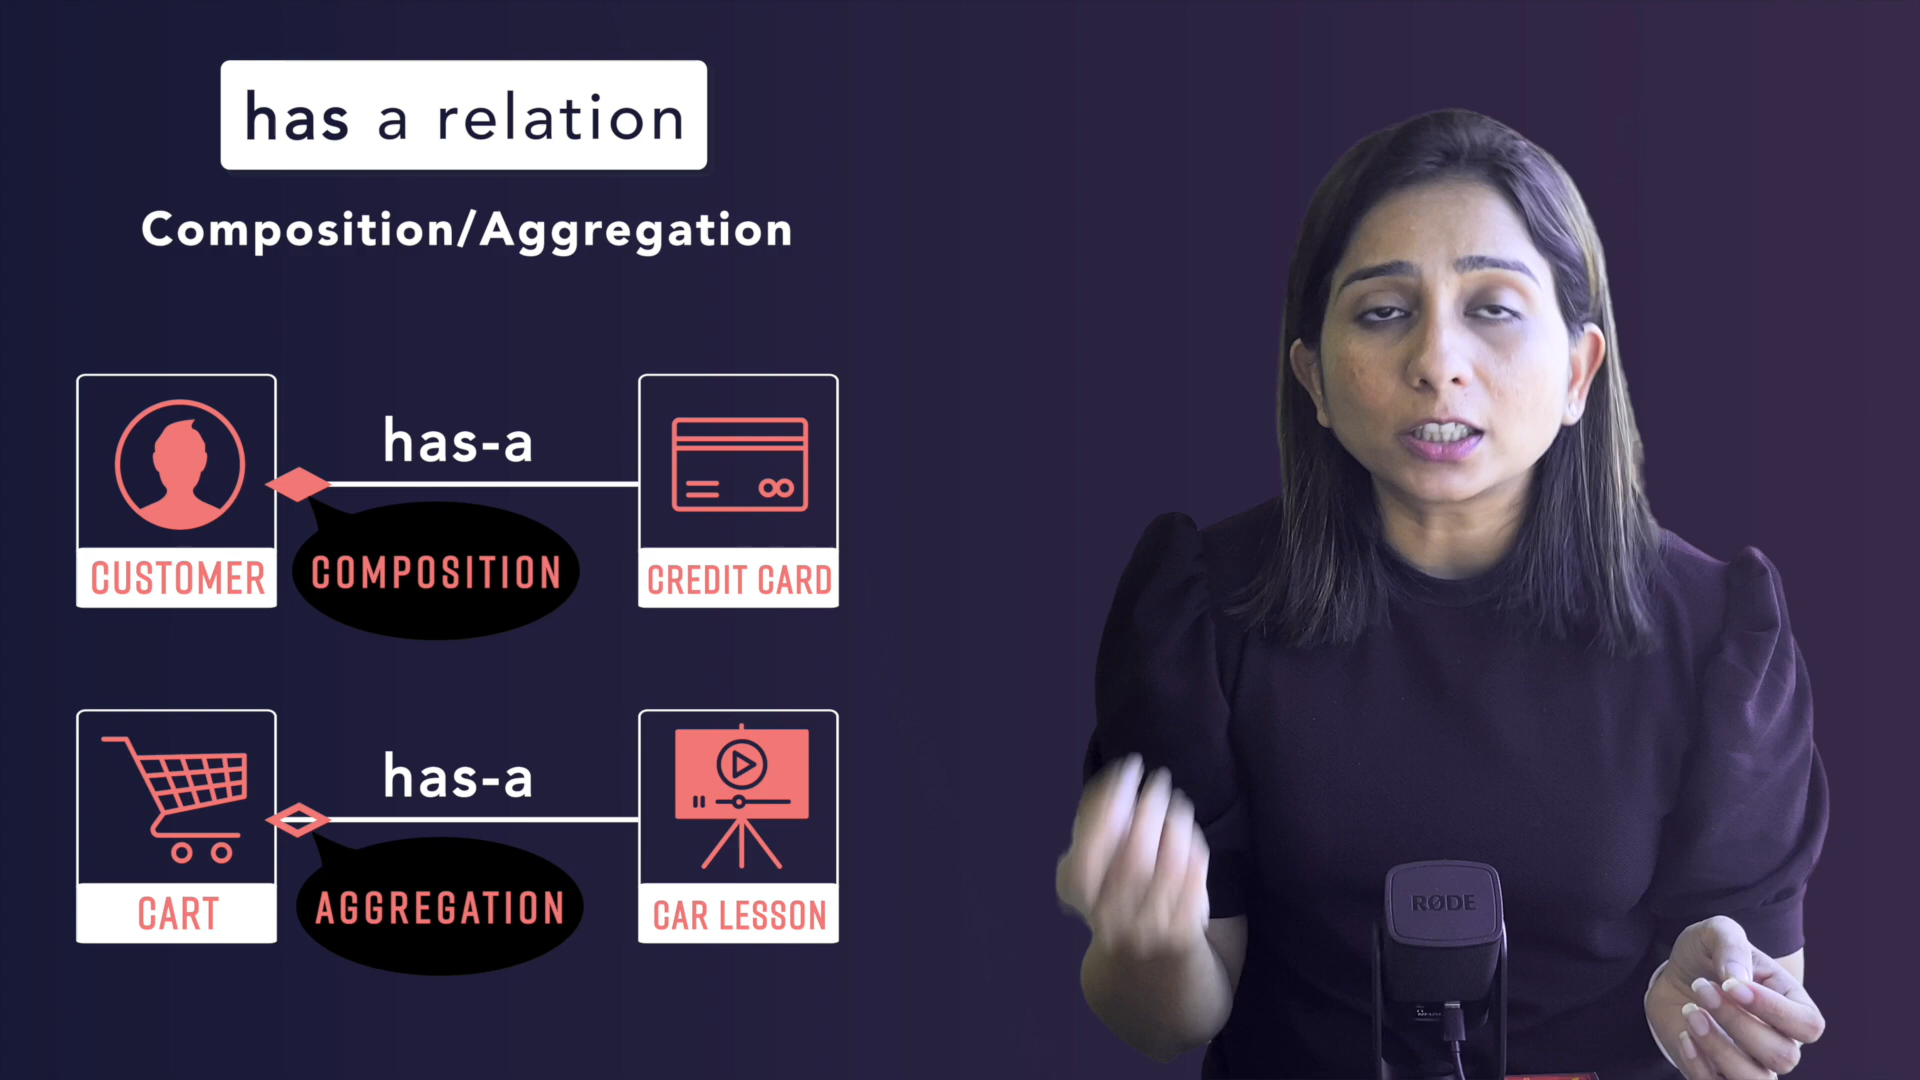 has a relation
Composition/Aggregation
has-a
COMPOSITION
CUSTOMER
CREDIT CARD
has-a
AGGREGATION
CART
CAR LESSON
RØDE